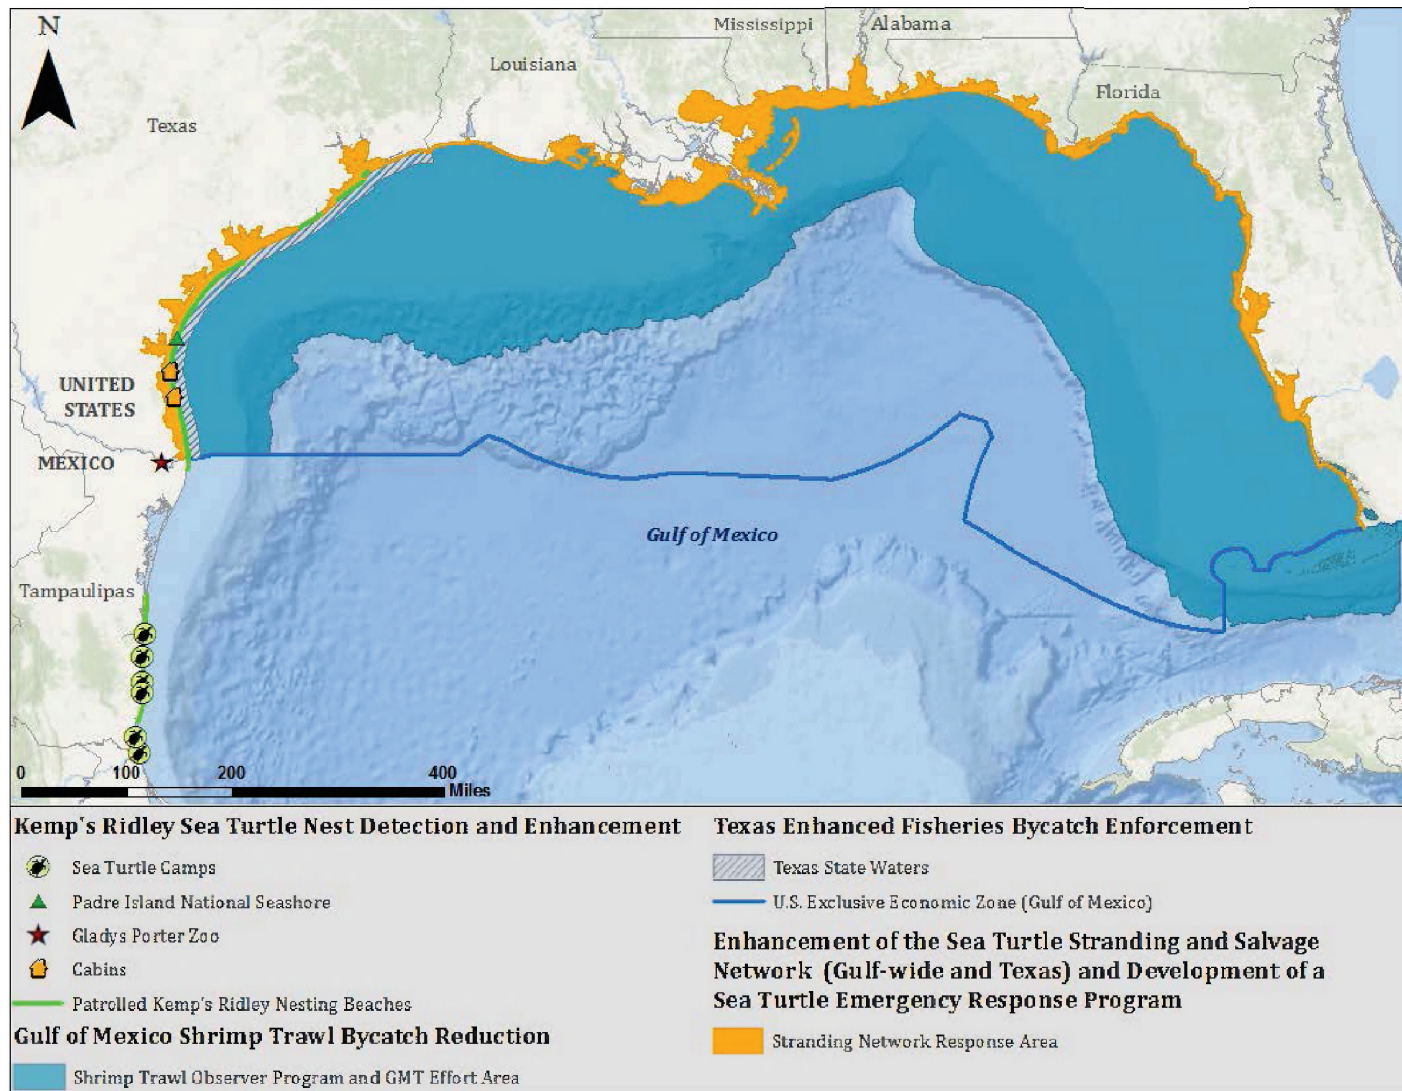 N
Mississippi
Alabama
Louisiana
Florida
Texas
UNITED
STATES
MEXICO
Gulf of Mexico
Tampaulipas
0
100
200
400
Miles
Kemp's Ridley Sea Turtle Nest Detection and Enhancement
Sea Turtle Camps
Padre Island National Seashore
Gladys Porter Zoo
Cabins
Patrolled Kemp's Ridley Nesting Beaches
Gulf of Mexico Shrimp Trawl Bycatch Reduction
Shrimp Trawl Observer Program and GMT Effort Area
Texas Enhanced Fisheries Bycatch Enforcement
Texas State Waters
U.S. Exclusive Economic Zone (Gulf of Mexico)
Enhancement of the Sea Turtle Stranding and Salvage
Network (Gulf-wide and Texas) and Development of a
Sea Turtle Emergency Response Program
Stranding Network Response Area